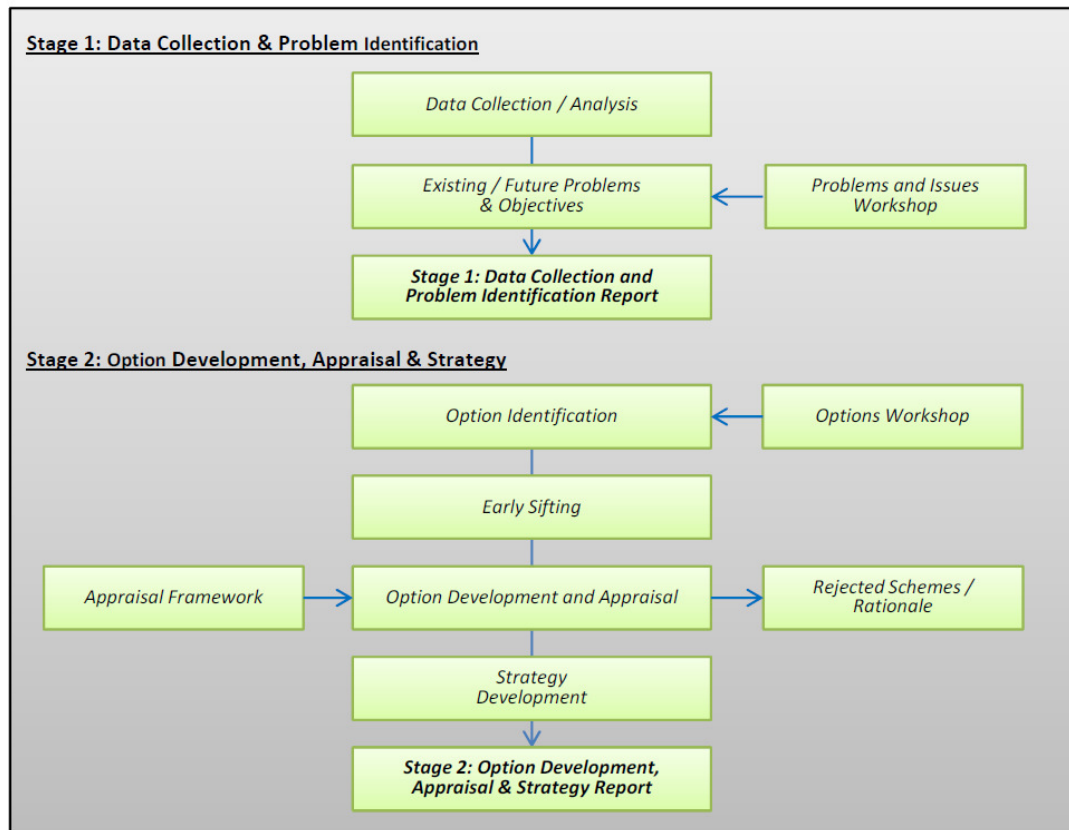 Stage 1: Data Collection & Problem Identification
Data Collection / Analysis
Existing / Future Problems
& Objectives
Problems and Issues
Workshop
Stage 1: Data Collection and
Problem Identification Report
Stage 2: Option Development, Appraisal & Strategy
Option Identification
Options Workshop
Early Sifting
Appraisal Framework
Option Development and Appraisal
Rejected Schemes /
Rationale
Strategy
Development
Stage 2: Option Development,
Appraisal & Strategy Report